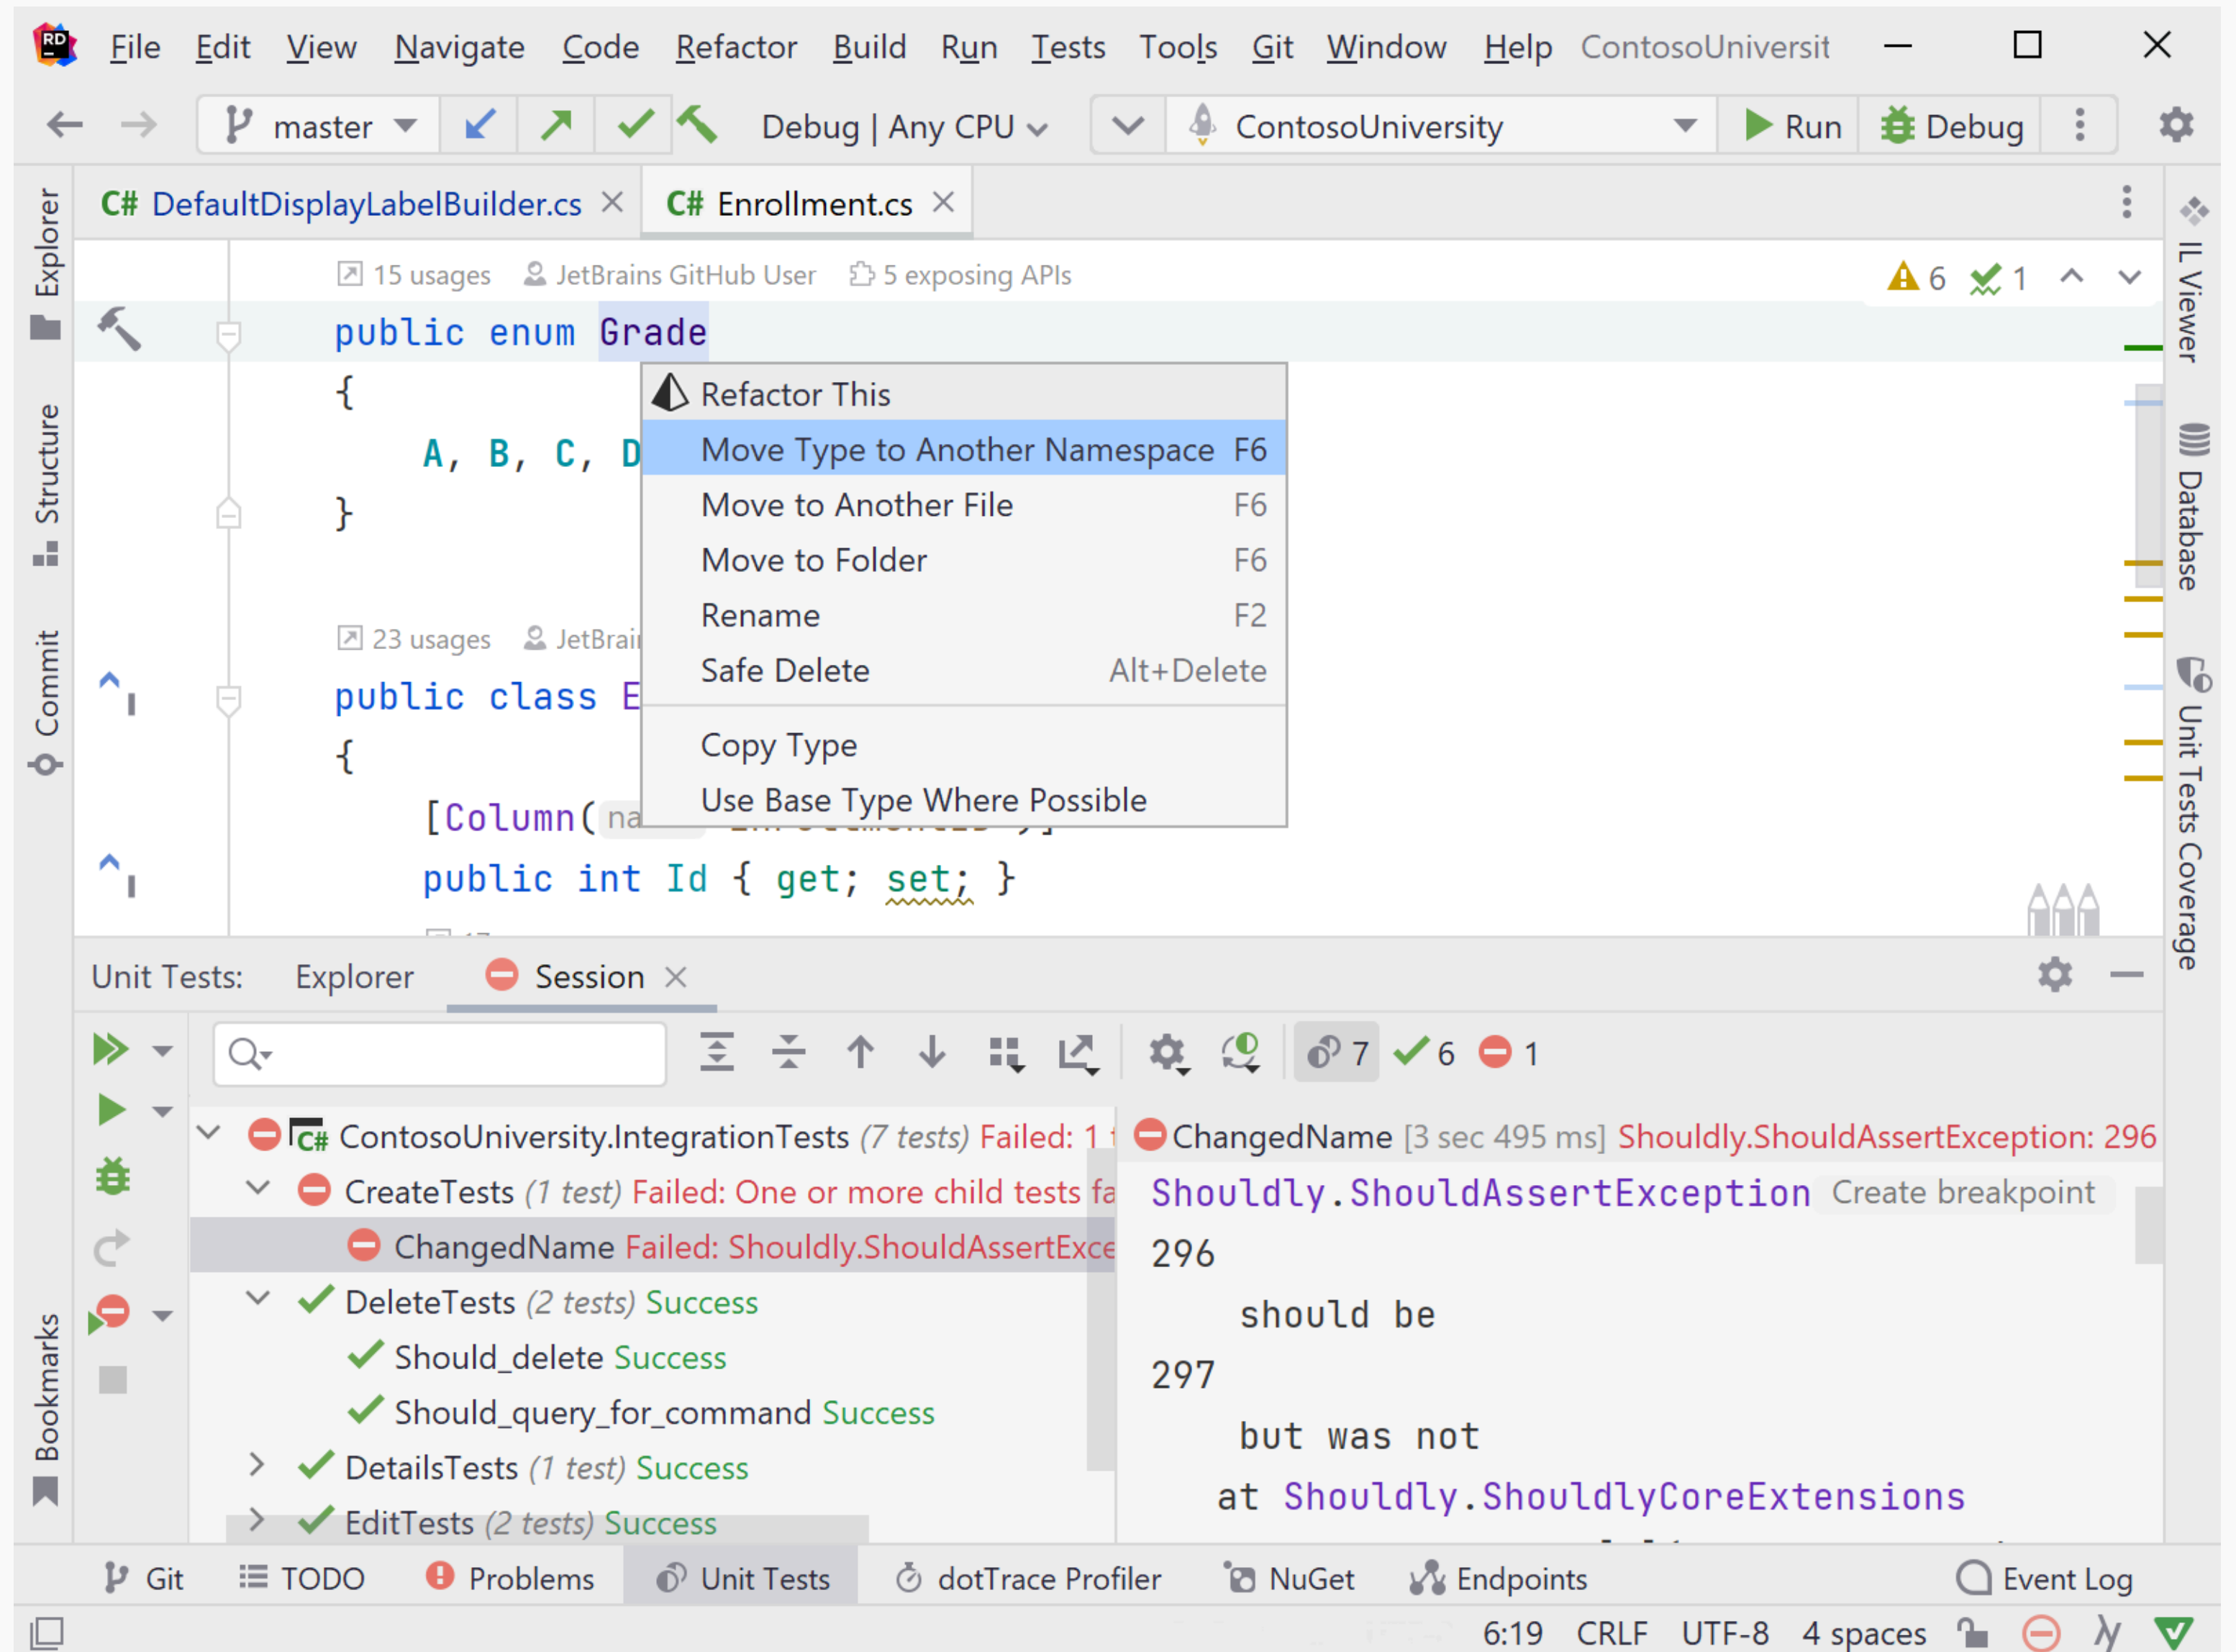 RD
File Edit View Navigate Code Refactor Build Run Tests Tools Git Window Help ContosoUniversit
master Debug | Any CPU ContosoUniversity Run Debug
C# DefaultDisplayLabelBuilder.cs C# Enrollment.cs
Explorer
Structure
Commit
Bookmarks
15 usages JetBrains GitHub User 5 exposing APIs
6 1
public enum Grade
{
A, B, C, D
}
23 usages JetBrai
public class E
{
[Column( na
public int Id { get; set; }
Refactor This
Move Type to Another Namespace F6
Move to Another File F6
Move to Folder F6
Rename F2
Safe Delete Alt+Delete
Copy Type
Use Base Type Where Possible
IL Viewer
Database
Unit Tests Coverage
Unit Tests: Explorer Session
7 6 1
C# ContosoUniversity.IntegrationTests (7 tests) Failed: 1
CreateTests (1 test) Failed: One or more child tests fa
ChangedName Failed: Shouldly.ShouldAssertExce
DeleteTests (2 tests) Success
Should_delete Success
Should_query_for_command Success
DetailsTests (1 test) Success
EditTests (2 tests) Success
ChangedName [3 sec 495 ms] Shouldly.ShouldAssertException: 296
Shouldly.ShouldAssertException Create breakpoint
296
should be
297
but was not
at Shouldly.ShouldlyCoreExtensions
Git TODO Problems Unit Tests dotTrace Profiler NuGet Endpoints Event Log
6:19 CRLF UTF-8 4 spaces